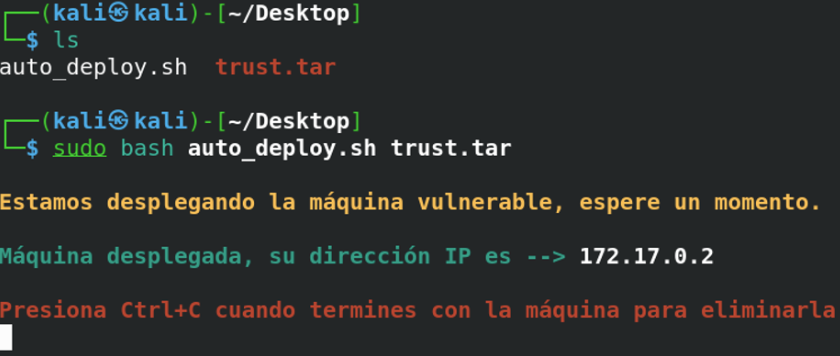 ┌──(kali㉿kali)-[~/Desktop]
└─$ ls
auto_deploy.sh  trust.tar
┌──(kali㉿kali)-[~/Desktop]
└─$ sudo bash auto_deploy.sh trust.tar
Estamos desplegando la máquina vulnerable, espere un momento.
Máquina desplegada, su dirección IP es --> 172.17.0.2
Presiona Ctrl+C cuando termines con la máquina para eliminarla